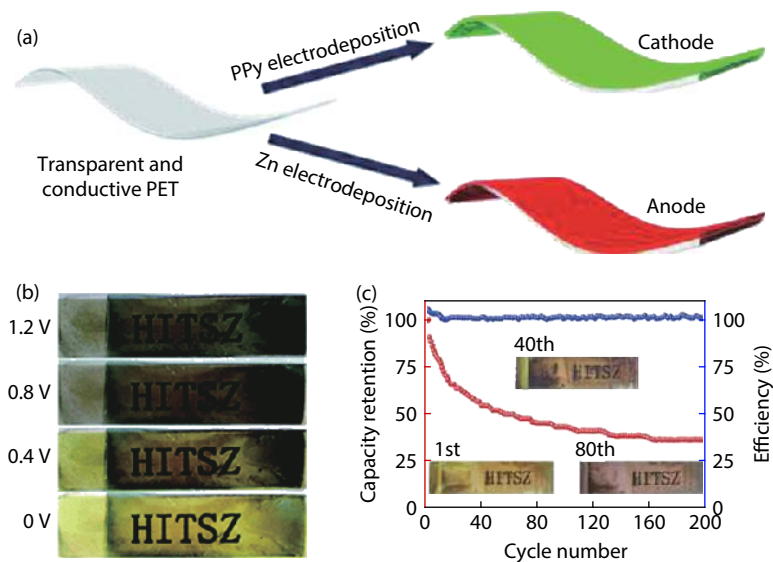 (a)
PPy electrodeposition
Cathode
Transparent and
conductive PET
Zn electrodeposition
Anode
(b)
1.2 V
HITSZ
0.8 V
HITSZ
0.4 V
HITSZ
0 V
HITSZ
(c)
Capacity retention (%)
100
75
50
25
0
40th
HITSZ
1st
HITSZ
80th
HITSZ
100
75
50
25
0
Efficiency (%)
0 40 80 120 160 200
Cycle number